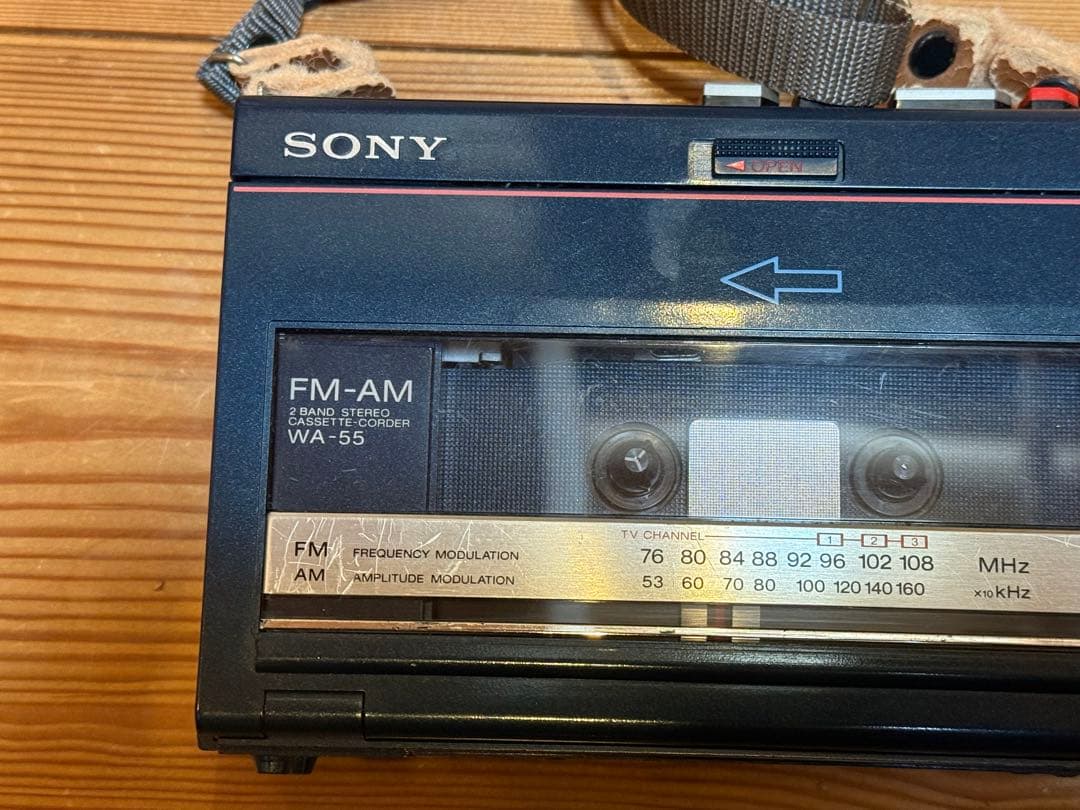 SONY
OPEN
FM-AM
2 BAND STEREO
CASSETTE-CORDER
WA-55
TV CHANNEL 1 2 3
FM FREQUENCY MODULATION 76 80 84 88 92 96 102 108 MHz
AM AMPLITUDE MODULATION 53 60 70 80 100 120 140 160 ×10 kHz